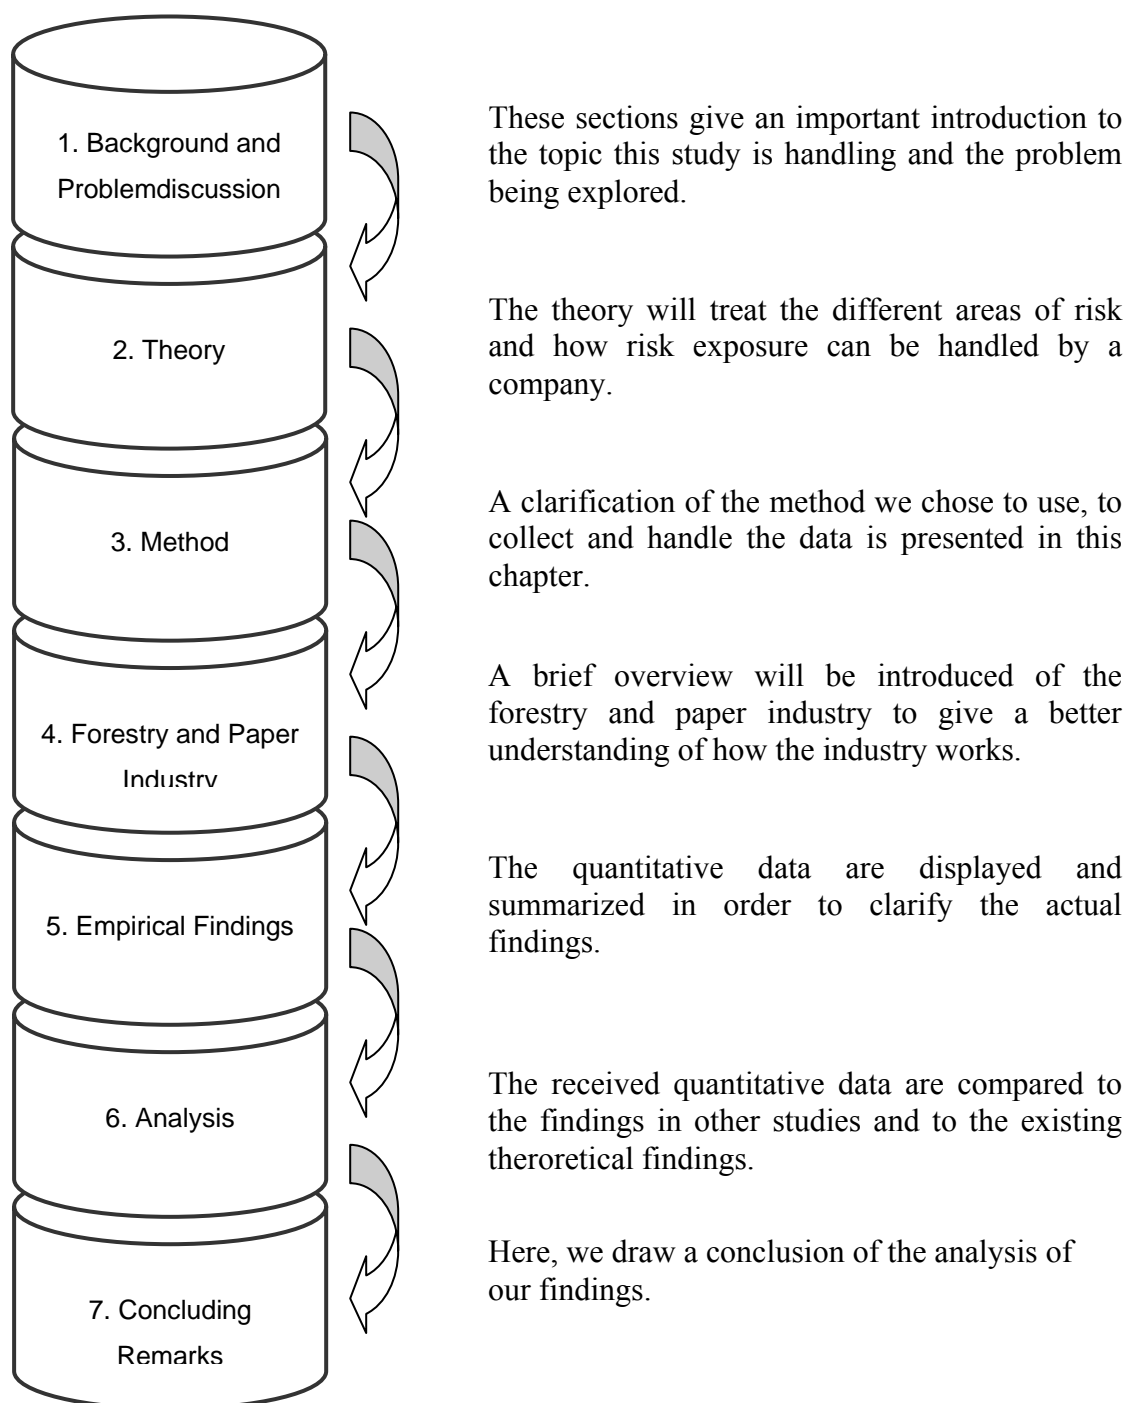 1. Background and
Problemdiscussion
These sections give an important introduction to
the topic this study is handling and the problem
being explored.
2. Theory
The theory will treat the different areas of risk
and how risk exposure can be handled by a
company.
3. Method
A clarification of the method we chose to use, to
collect and handle the data is presented in this
chapter.
4. Forestry and Paper
Industry
A brief overview will be introduced of the
forestry and paper industry to give a better
understanding of how the industry works.
5. Empirical Findings
The quantitative data are displayed and
summarized in order to clarify the actual
findings.
6. Analysis
The received quantitative data are compared to
the findings in other studies and to the existing
theroretical findings.
7. Concluding
Remarks
Here, we draw a conclusion of the analysis of
our findings.